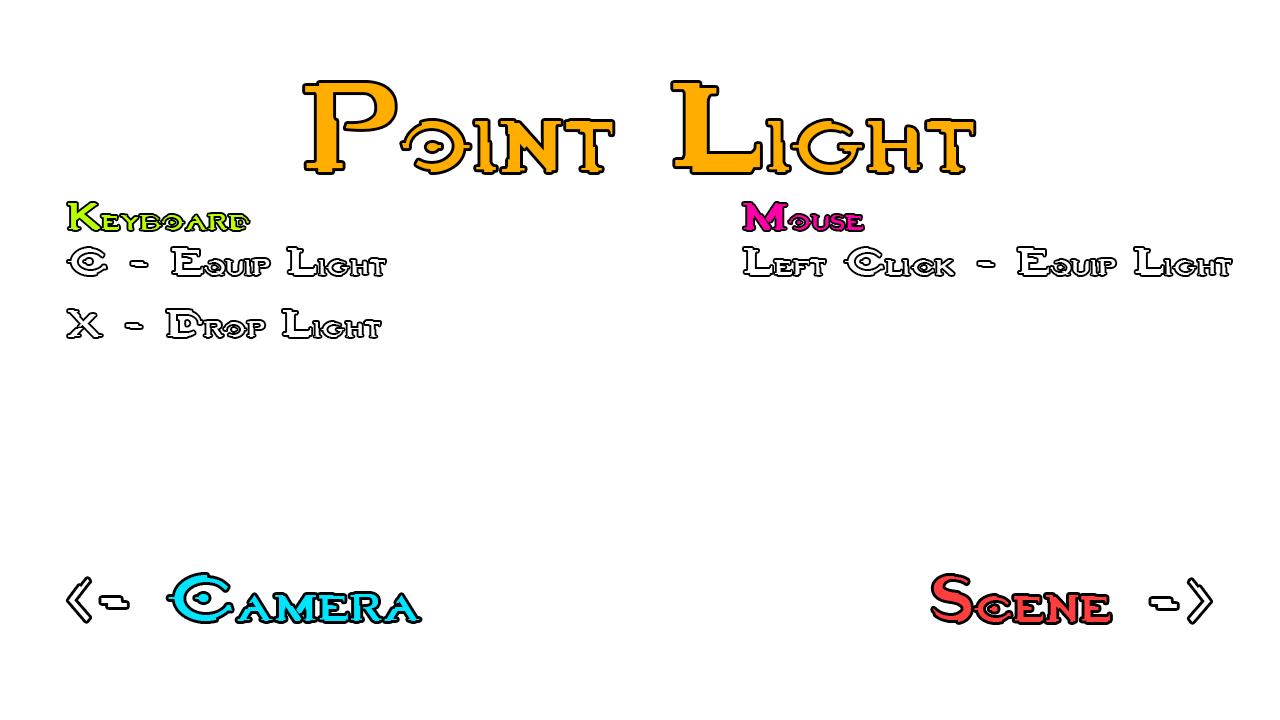 Point Light
Keyboard
C - Equip Light
X - Drop Light
Mouse
Left Click - Equip Light
<- Camera
Scene ->